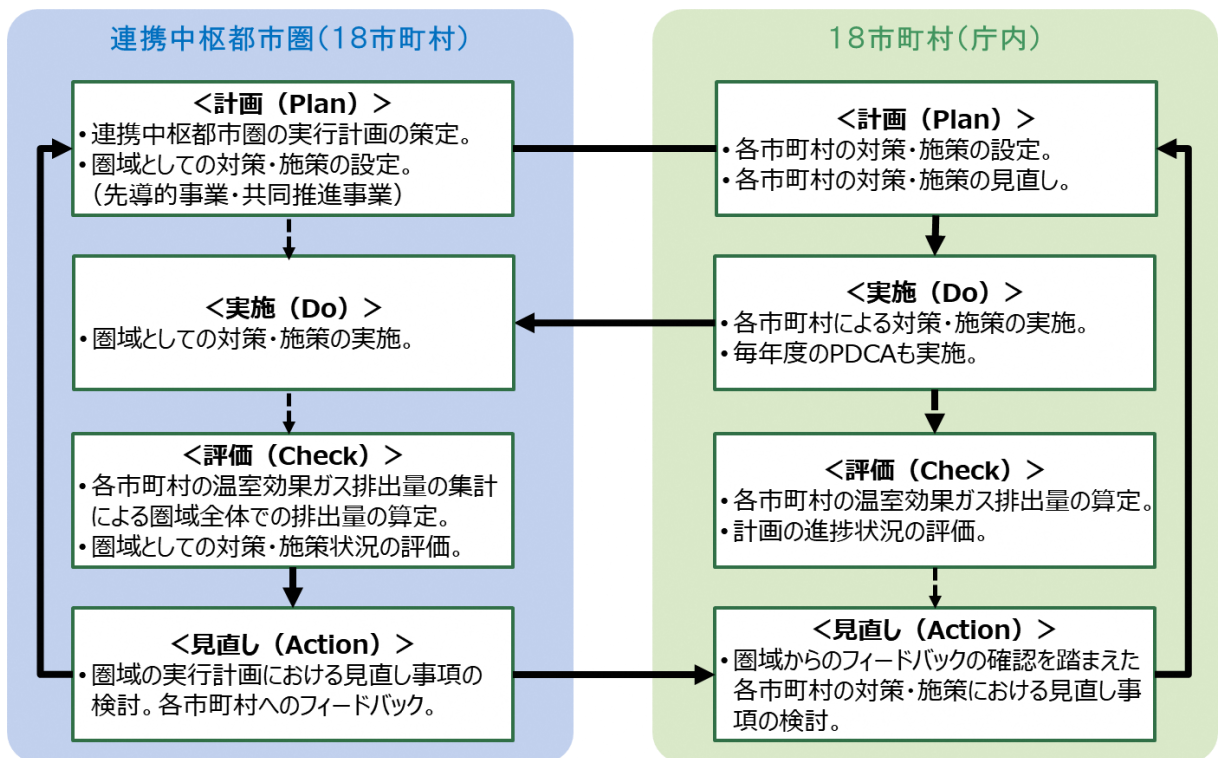 連携中枢都市圏(18市町村)
<計画(Plan)>
・連携中枢都市圏の実行計画の策定。
・圏域としての対策・施策の設定。
(先導的事業・共同推進事業)
<実施(Do)>
・圏域としての対策・施策の実施。
<評価(Check)>
・各市町村の温室効果ガス排出量の集計
による圏域全体での排出量の算定。
・圏域としての対策・施策状況の評価。
<見直し(Action)>
・圏域の実行計画における見直し事項の
検討。各市町村へのフィードバック。
18市町村(庁内)
<計画(Plan)>
・各市町村の対策・施策の設定。
・各市町村の対策・施策の見直し。
<実施(Do)>
・各市町村による対策・施策の実施。
・毎年度のPDCAも実施。
<評価(Check)>
・各市町村の温室効果ガス排出量の算定。
・計画の進捗状況の評価。
<見直し(Action)>
・圏域からのフィードバックの確認を踏まえた
各市町村の対策・施策における見直し事
項の検討。